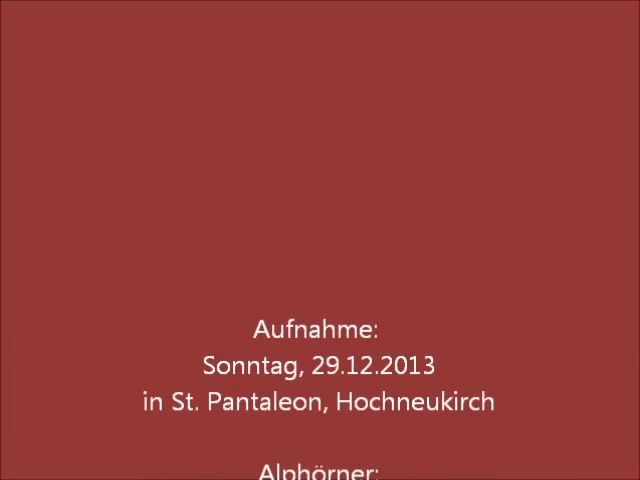 Aufnahme:
Sonntag, 29.12.2013
in St. Pantaleon, Hochneukirch
Alphörner: